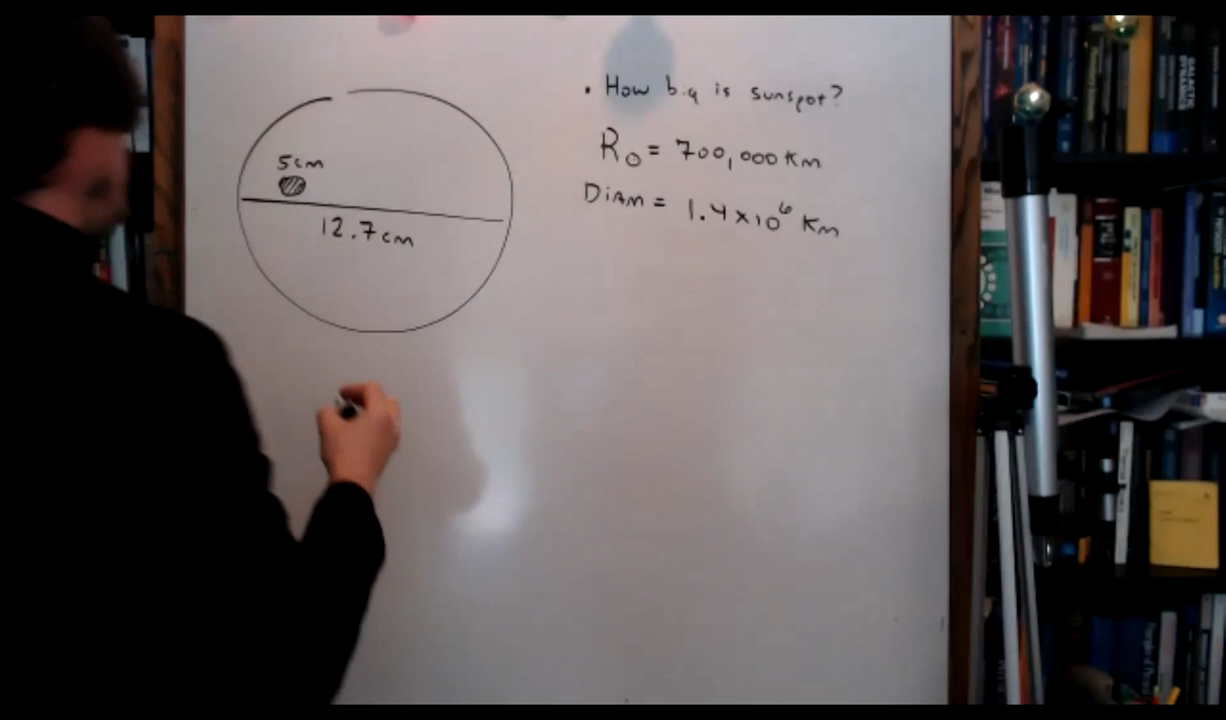 5cm
12.7cm
• How big is sunspot?
R⊙ = 700,000 Km
DIAM = 1.4×10⁶ Km